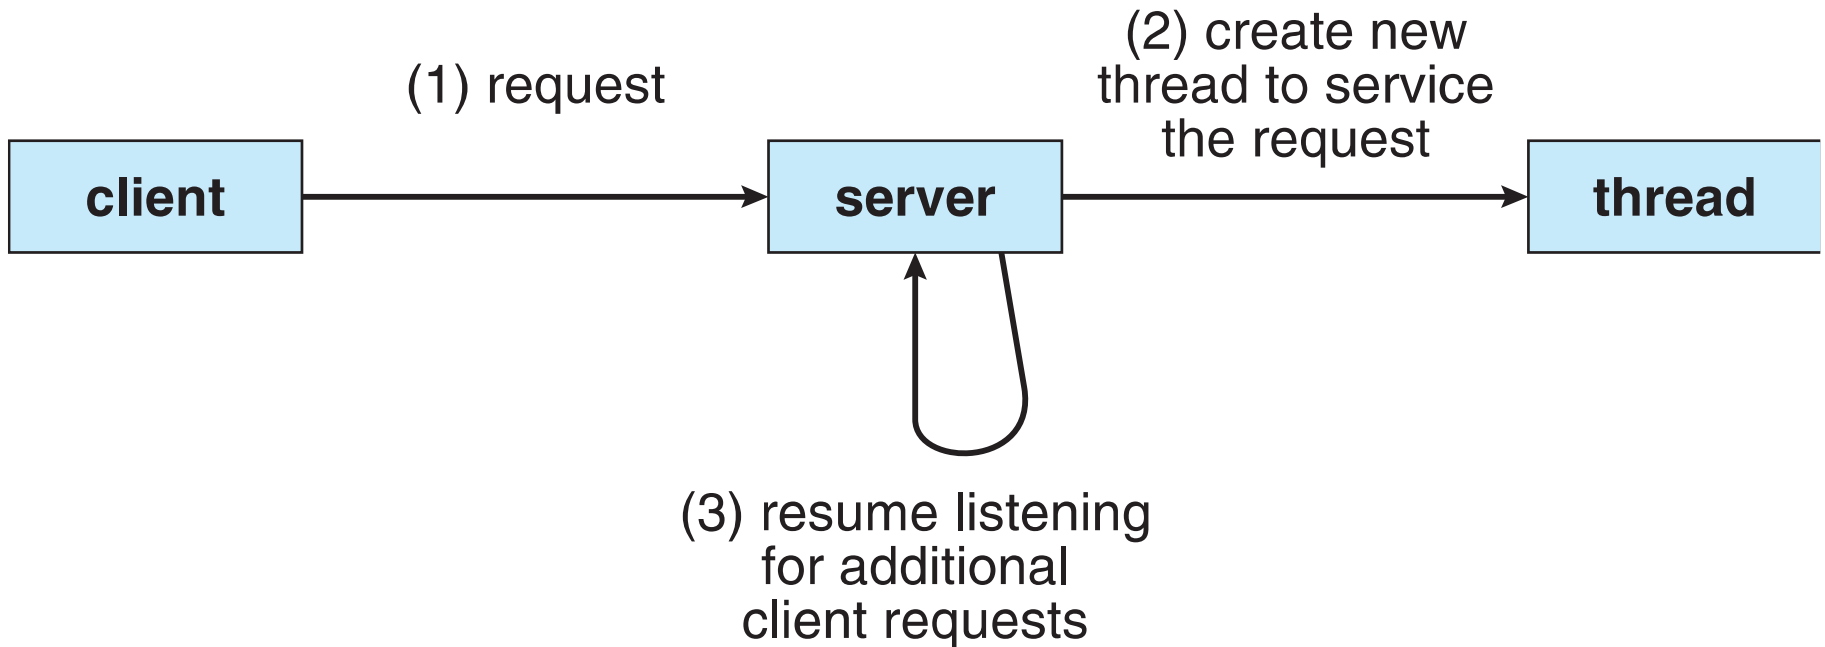 (1) request
(2) create new
thread to service
the request
client
server
thread
(3) resume listening
for additional
client requests